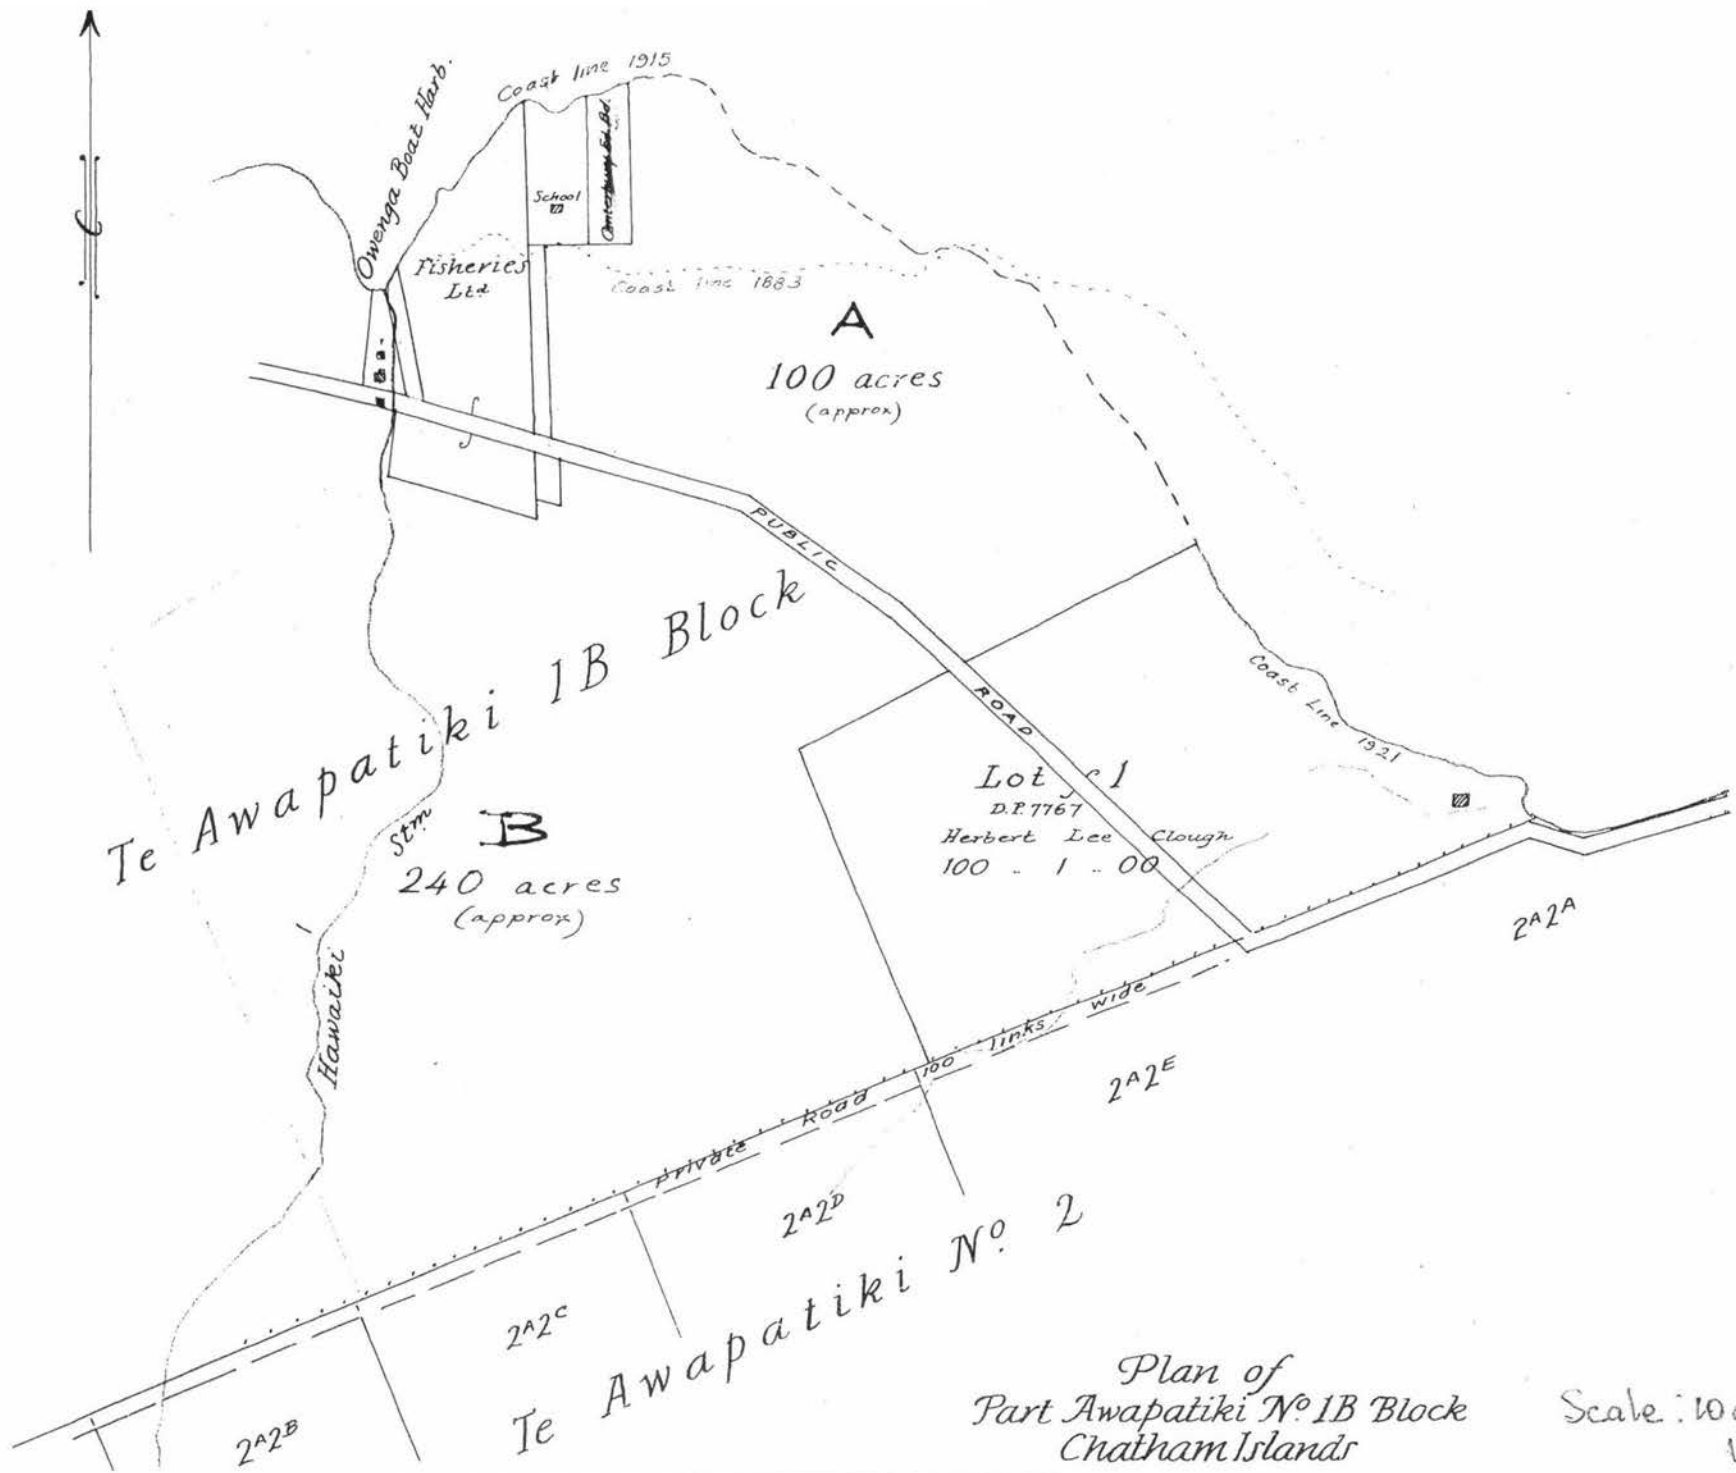 Coast line 1915
Owenga Boat Harb.
School
Fisheries
Ltd
Coast line 1883
A
100 acres
(approx)
PUBLIC
ROAD
Te Awapatiki 1B Block
Coast Line 1921
Lot 1
D.P. 7767
Herbert Lee Clough
100 .. 1 .. 00
B
240 acres
(approx)
Hawaiki Stm
2A2A
private Road 100 links wide
2A2E
2A2D
2A2C
2A2B
Te Awapatiki No. 2
Plan of
Part Awapatiki No 1B Block
Chatham Islands
Scale : 10